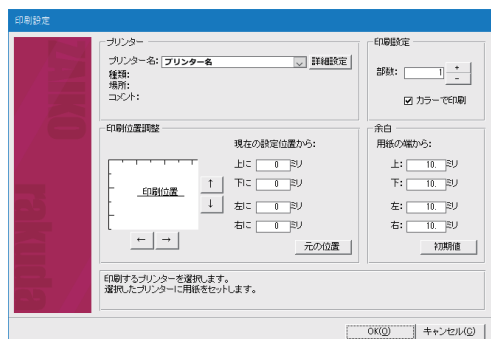 印刷設定
ZAIKO
rakuda
プリンター
プリンター名: プリンター名 詳細設定
種類:
場所:
コメント:
印刷設定
部数: 1 + -
カラーで印刷
印刷位置調整
印刷位置
↑
↓
← →
現在の設定位置から:
上に 0 ミリ
下に 0 ミリ
左に 0 ミリ
右に 0 ミリ
元の位置
余白
用紙の端から:
上: 10. ミリ
下: 10. ミリ
左: 10. ミリ
右: 10. ミリ
初期値
印刷するプリンターを選択します。
選択したプリンターに用紙をセットします。
OK(O) キャンセル(C)